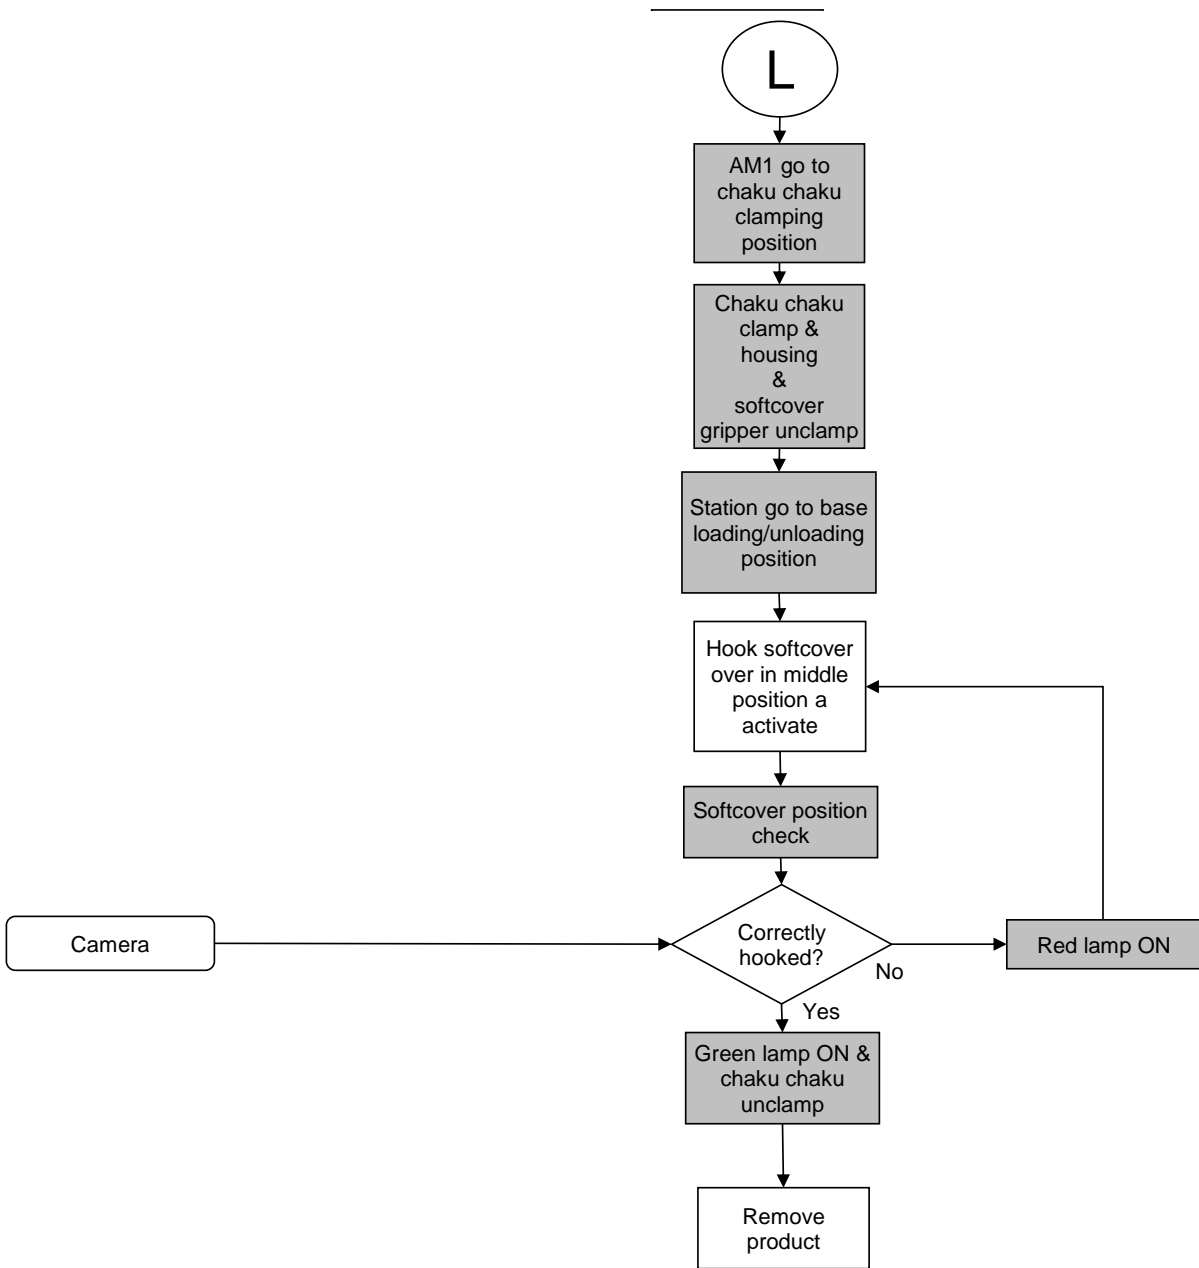 L
AM1 go to
chaku chaku
clamping
position
Chaku chaku
clamp &
housing
&
softcover
gripper unclamp
Station go to base
loading/unloading
position
Hook softcover
over in middle
position a
activate
Softcover position
check
Camera
Correctly
hooked?
No
Red lamp ON
Yes
Green lamp ON &
chaku chaku
unclamp
Remove
product